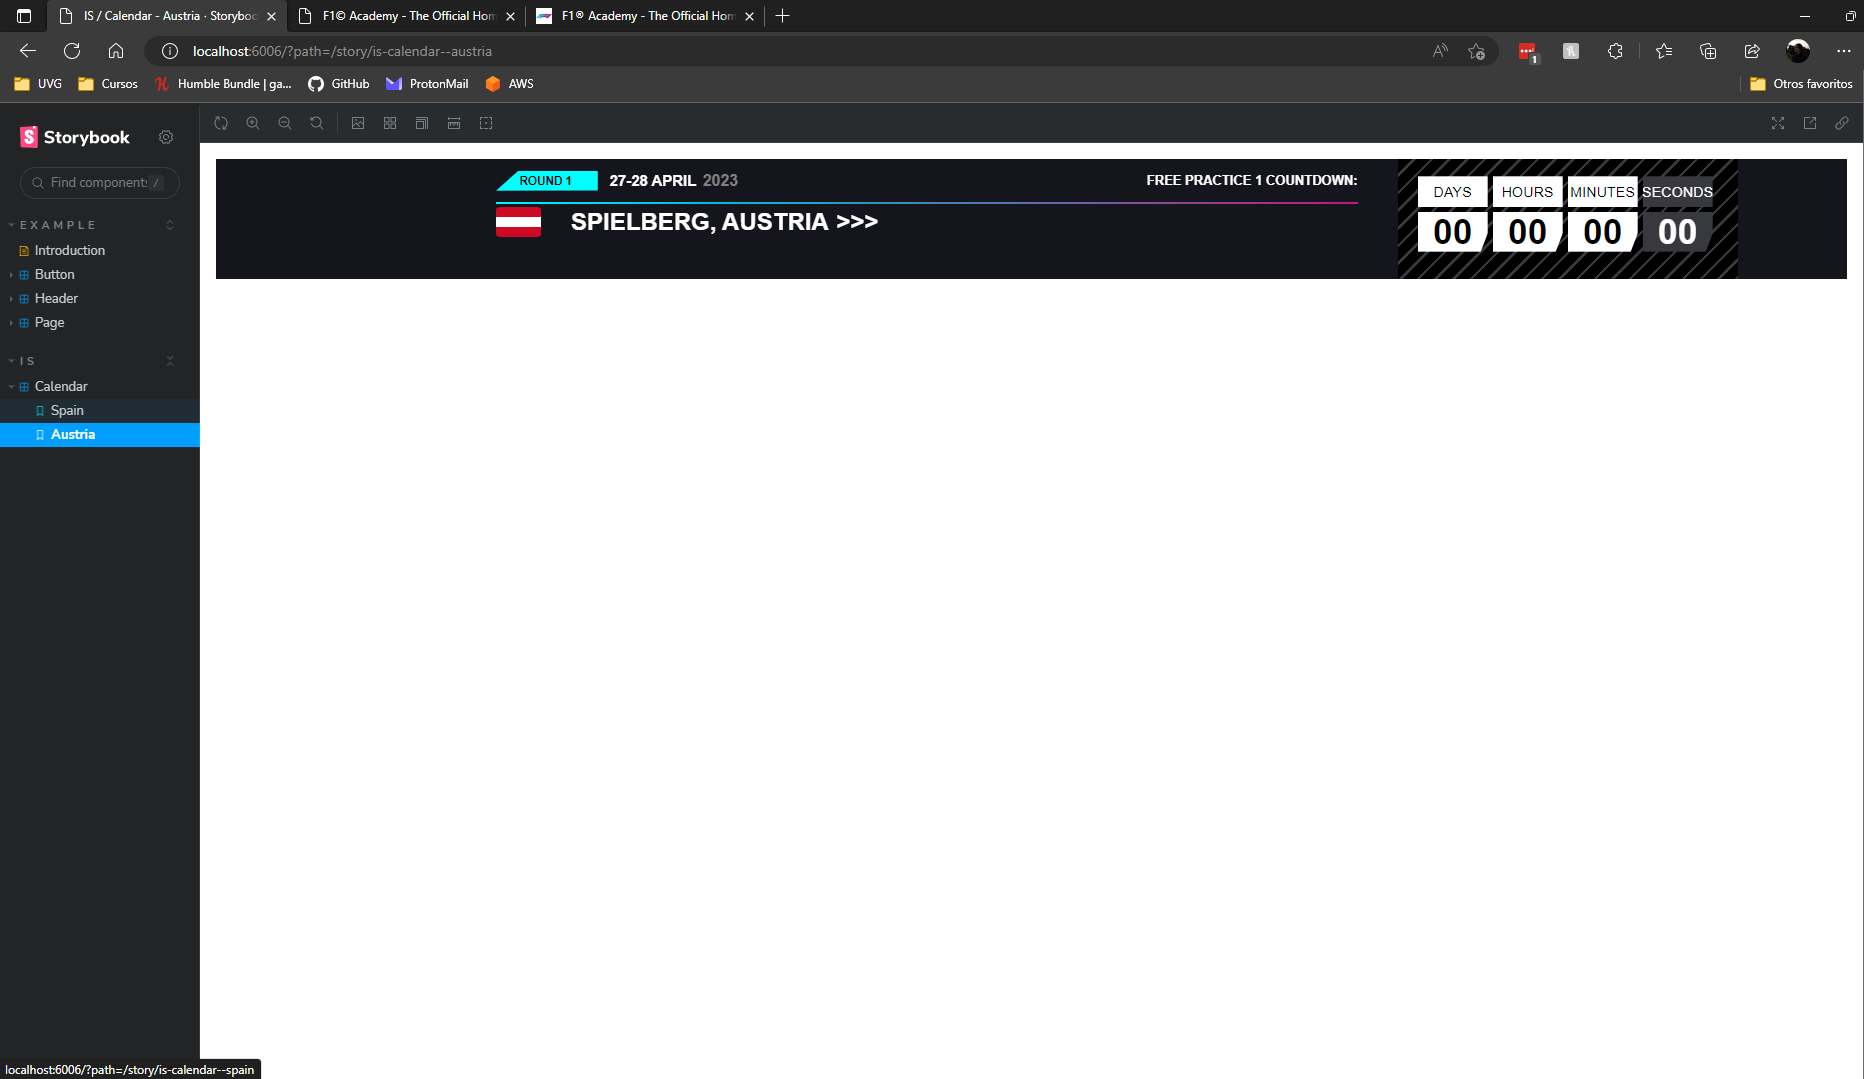 IS / Calendar - Austria · Storyboo
F1© Academy - The Official Hom
F1® Academy - The Official Hom
localhost:6006/?path=/story/is-calendar--austria
1
UVG
Cursos
Humble Bundle | ga...
GitHub
ProtonMail
AWS
Otros favoritos
Storybook
Find components /
EXAMPLE
Introduction
Button
Header
Page
IS
Calendar
Spain
Austria
ROUND 1
27-28 APRIL 2023
FREE PRACTICE 1 COUNTDOWN:
SPIELBERG, AUSTRIA >>>
DAYS HOURS MINUTES SECONDS
00 00 00 00
localhost:6006/?path=/story/is-calendar--spain